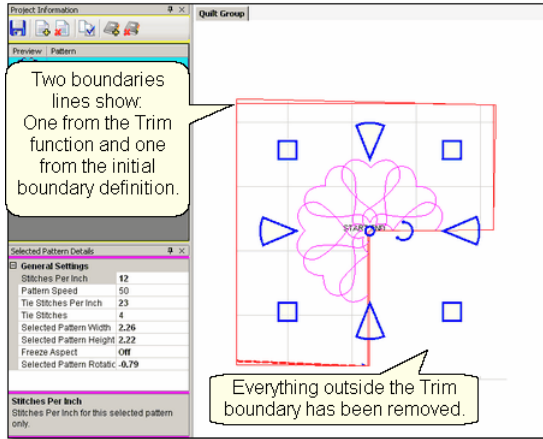 Project Information
Quilt Group
Preview Pattern
Two boundaries
lines show:
One from the Trim
function and one
from the initial
boundary definition.
START END
Selected Pattern Details
General Settings
Stitches Per Inch 12
Pattern Speed 50
Tie Stitches Per Inch 23
Tie Stitches 4
Selected Pattern Width 2.26
Selected Pattern Height 2.22
Freeze Aspect Off
Selected Pattern Rotatic -0.79
Stitches Per Inch
Stitches Per Inch for this selected pattern
only.
Everything outside the Trim
boundary has been removed.